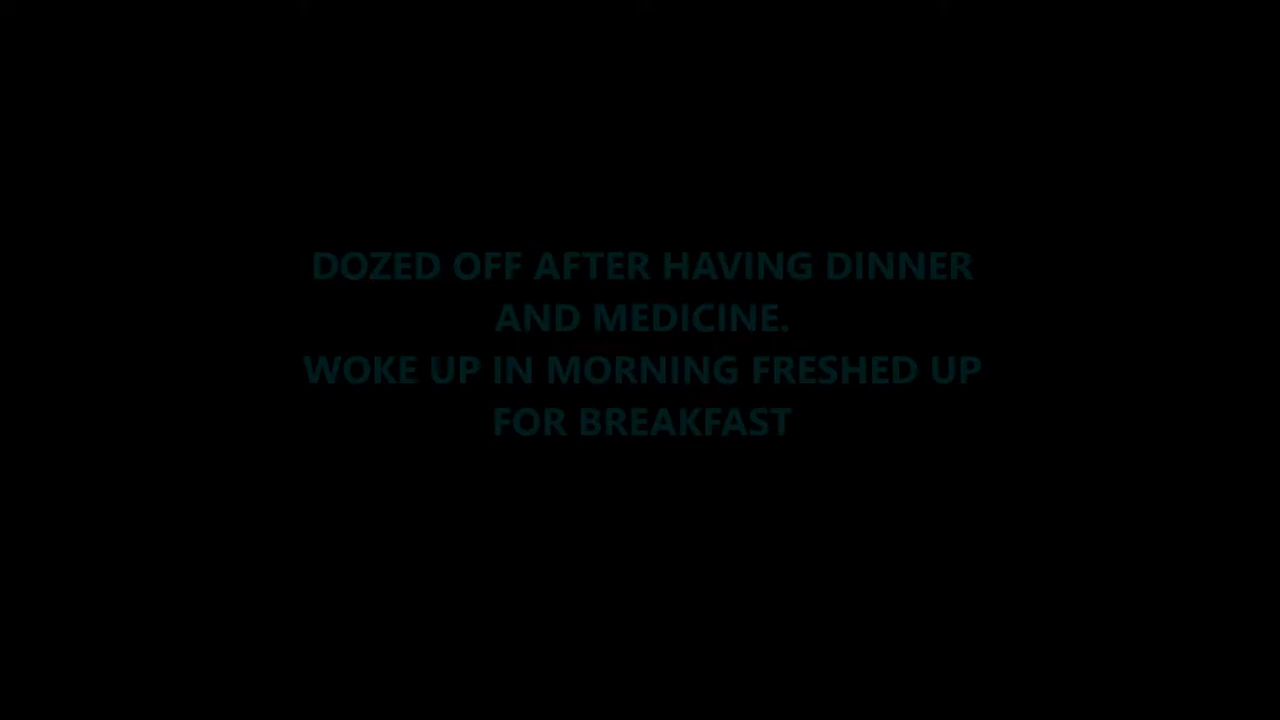 DOZED OFF AFTER HAVING DINNER
AND MEDICINE.
WOKE UP IN MORNING FRESHED UP
FOR BREAKFAST